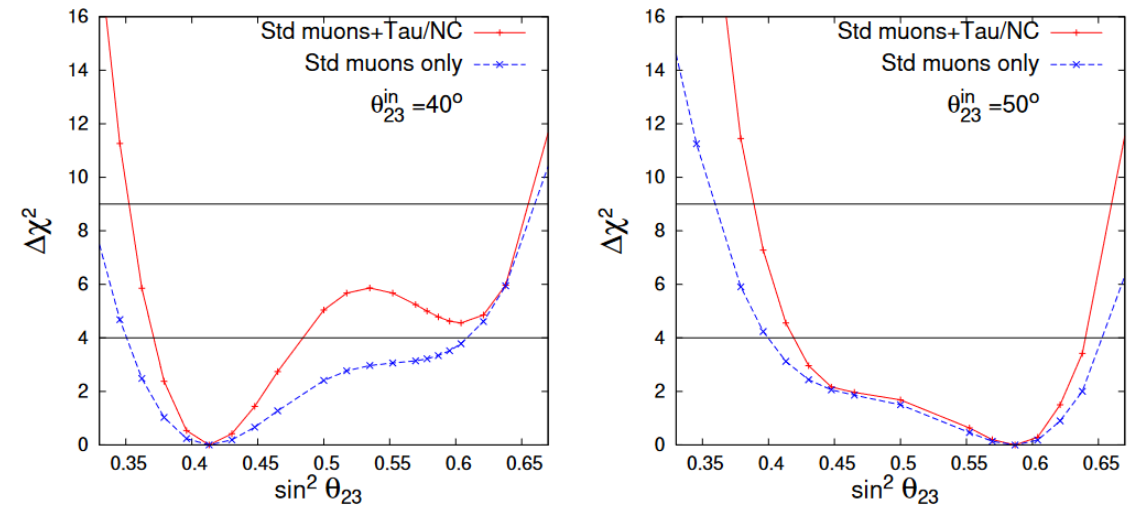 16
14
12
10
8
6
4
2
0
Δχ²
Std muons+Tau/NC
Std muons only
θ₂₃ⁱⁿ =40°
0.35 0.4 0.45 0.5 0.55 0.6 0.65
sin² θ₂₃
16
14
12
10
8
6
4
2
0
Δχ²
Std muons+Tau/NC
Std muons only
θ₂₃ⁱⁿ =50°
0.35 0.4 0.45 0.5 0.55 0.6 0.65
sin² θ₂₃